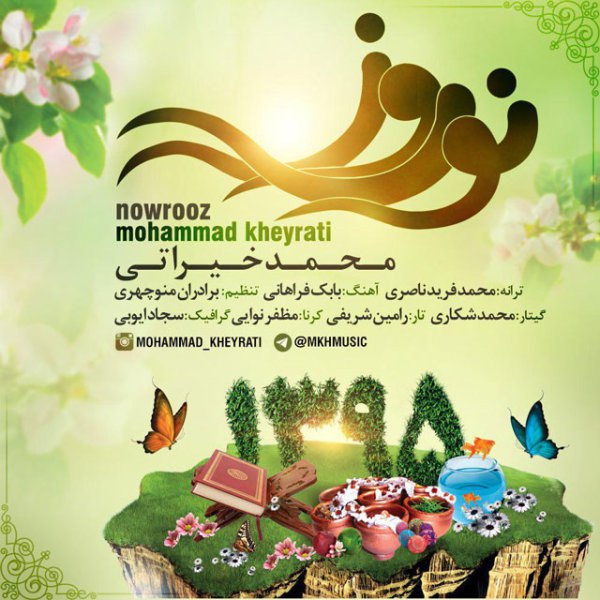 نوروز
nowrooz
mohammad kheyrati
محمد خیراتی
ترانه:محمد فرید ناصری آهنگ:بابک فراهانی تنظیم:برادران منوچهری
گیتار:محمد شکاری تار:رامین شریفی کرنا:مظفر نوایی گرافیک:سجاد ایوبی
MOHAMMAD_KHEYRATI @MKHMUSIC
۱۳۹۸